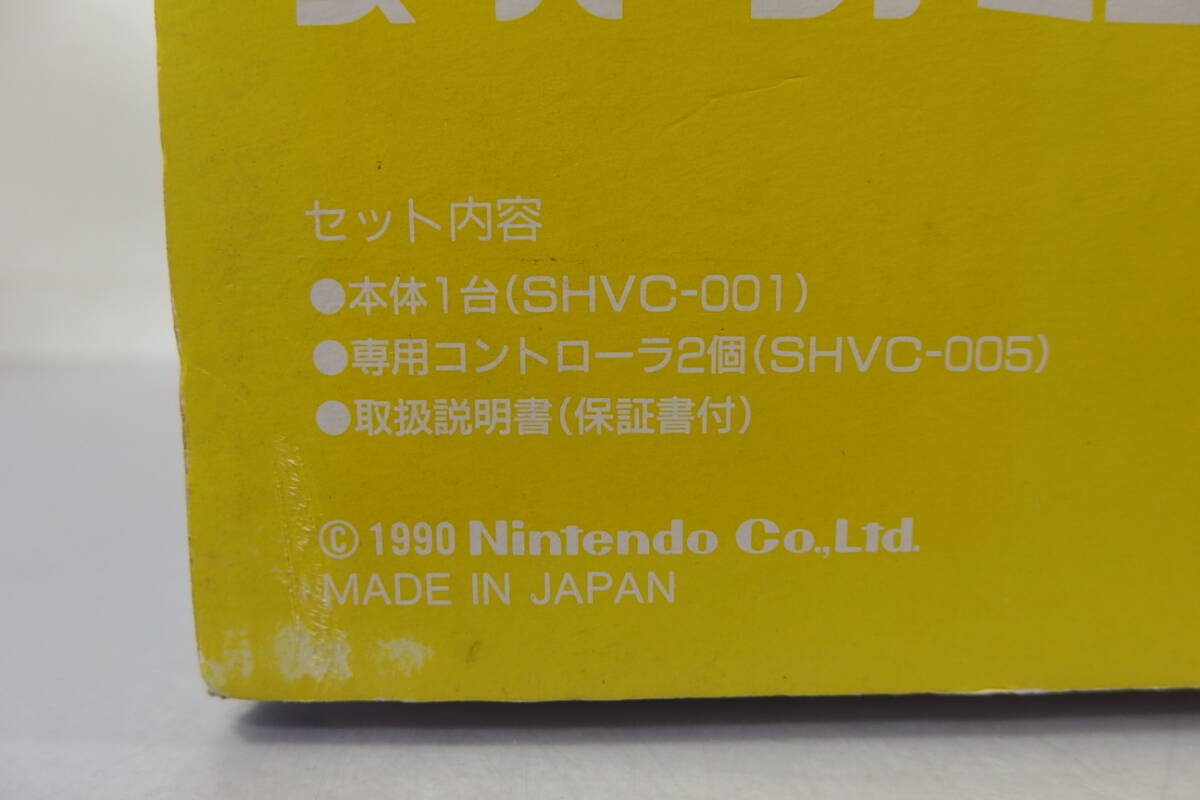 セット内容
●本体1台(SHVC-001)
●専用コントローラ2個(SHVC-005)
●取扱説明書(保証書付)
© 1990 Nintendo Co.,Ltd.
MADE IN JAPAN